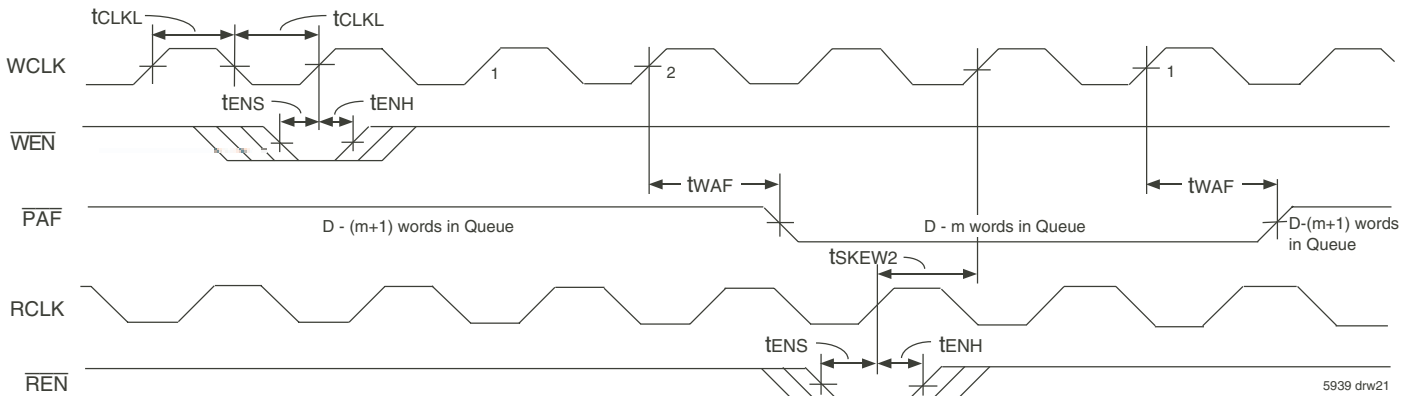 tCLKL tCLKL
WCLK 1 2 1
tENS tENH
WEN
tWAF tWAF
PAF D - (m+1) words in Queue D - m words in Queue D-(m+1) words
in Queue
tSKEW2
RCLK
tENS tENH
REN
5939 drw21